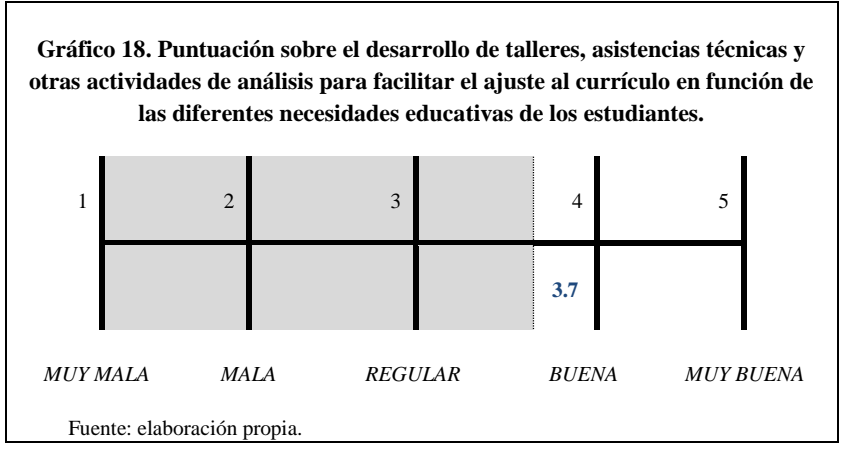 Gráfico 18. Puntuación sobre el desarrollo de talleres, asistencias técnicas y
otras actividades de análisis para facilitar el ajuste al currículo en función de
las diferentes necesidades educativas de los estudiantes.
1 2 3 4 5
3.7
MUY MALA MALA REGULAR BUENA MUY BUENA
Fuente: elaboración propia.